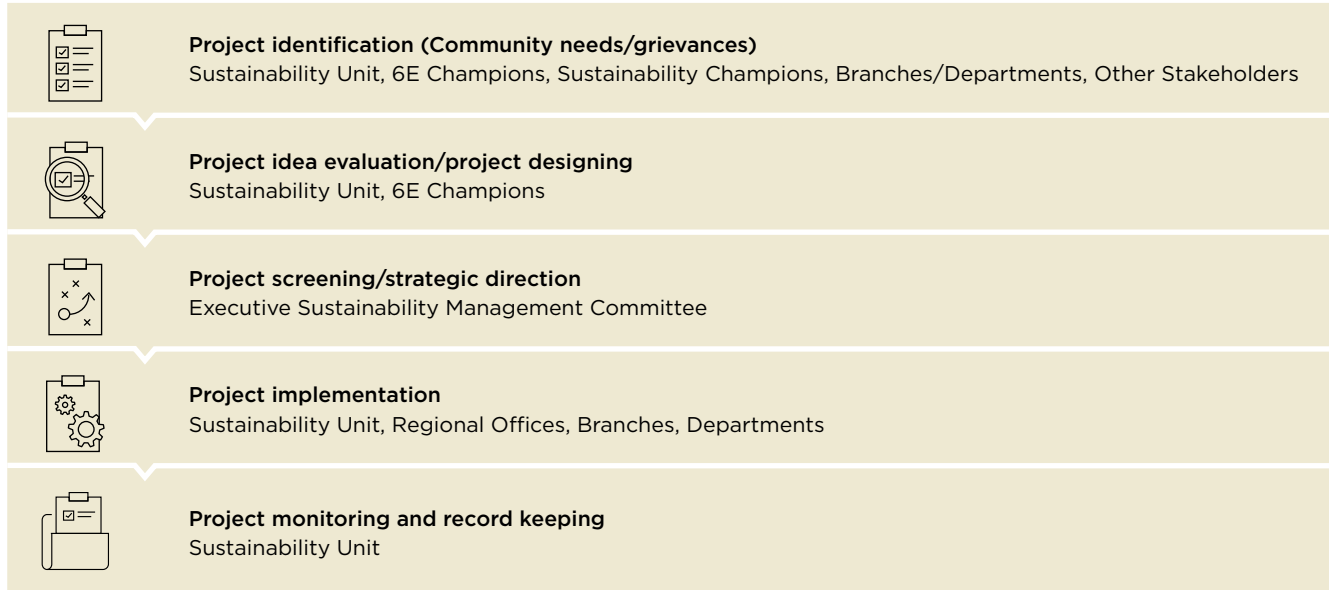 Project identification (Community needs/grievances)
Sustainability Unit, 6E Champions, Sustainability Champions, Branches/Departments, Other Stakeholders
Project idea evaluation/project designing
Sustainability Unit, 6E Champions
Project screening/strategic direction
Executive Sustainability Management Committee
Project implementation
Sustainability Unit, Regional Offices, Branches, Departments
Project monitoring and record keeping
Sustainability Unit